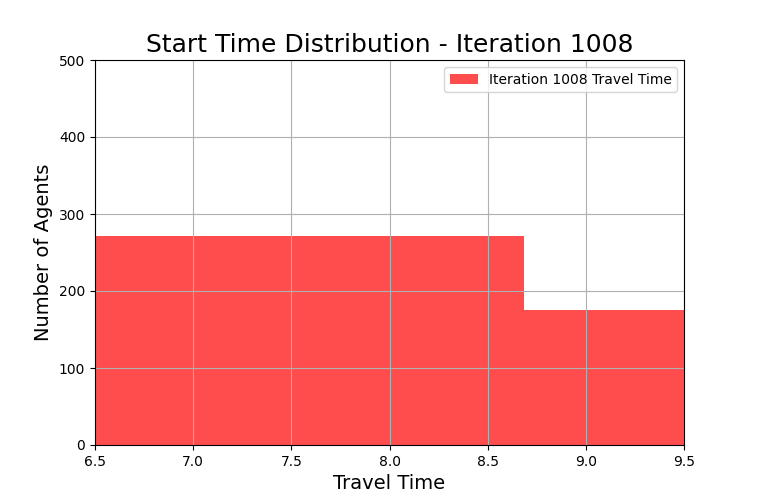 Start Time Distribution - Iteration 1008
Iteration 1008 Travel Time
Number of Agents
500
400
300
200
100
0
6.5 7.0 7.5 8.0 8.5 9.0 9.5
Travel Time